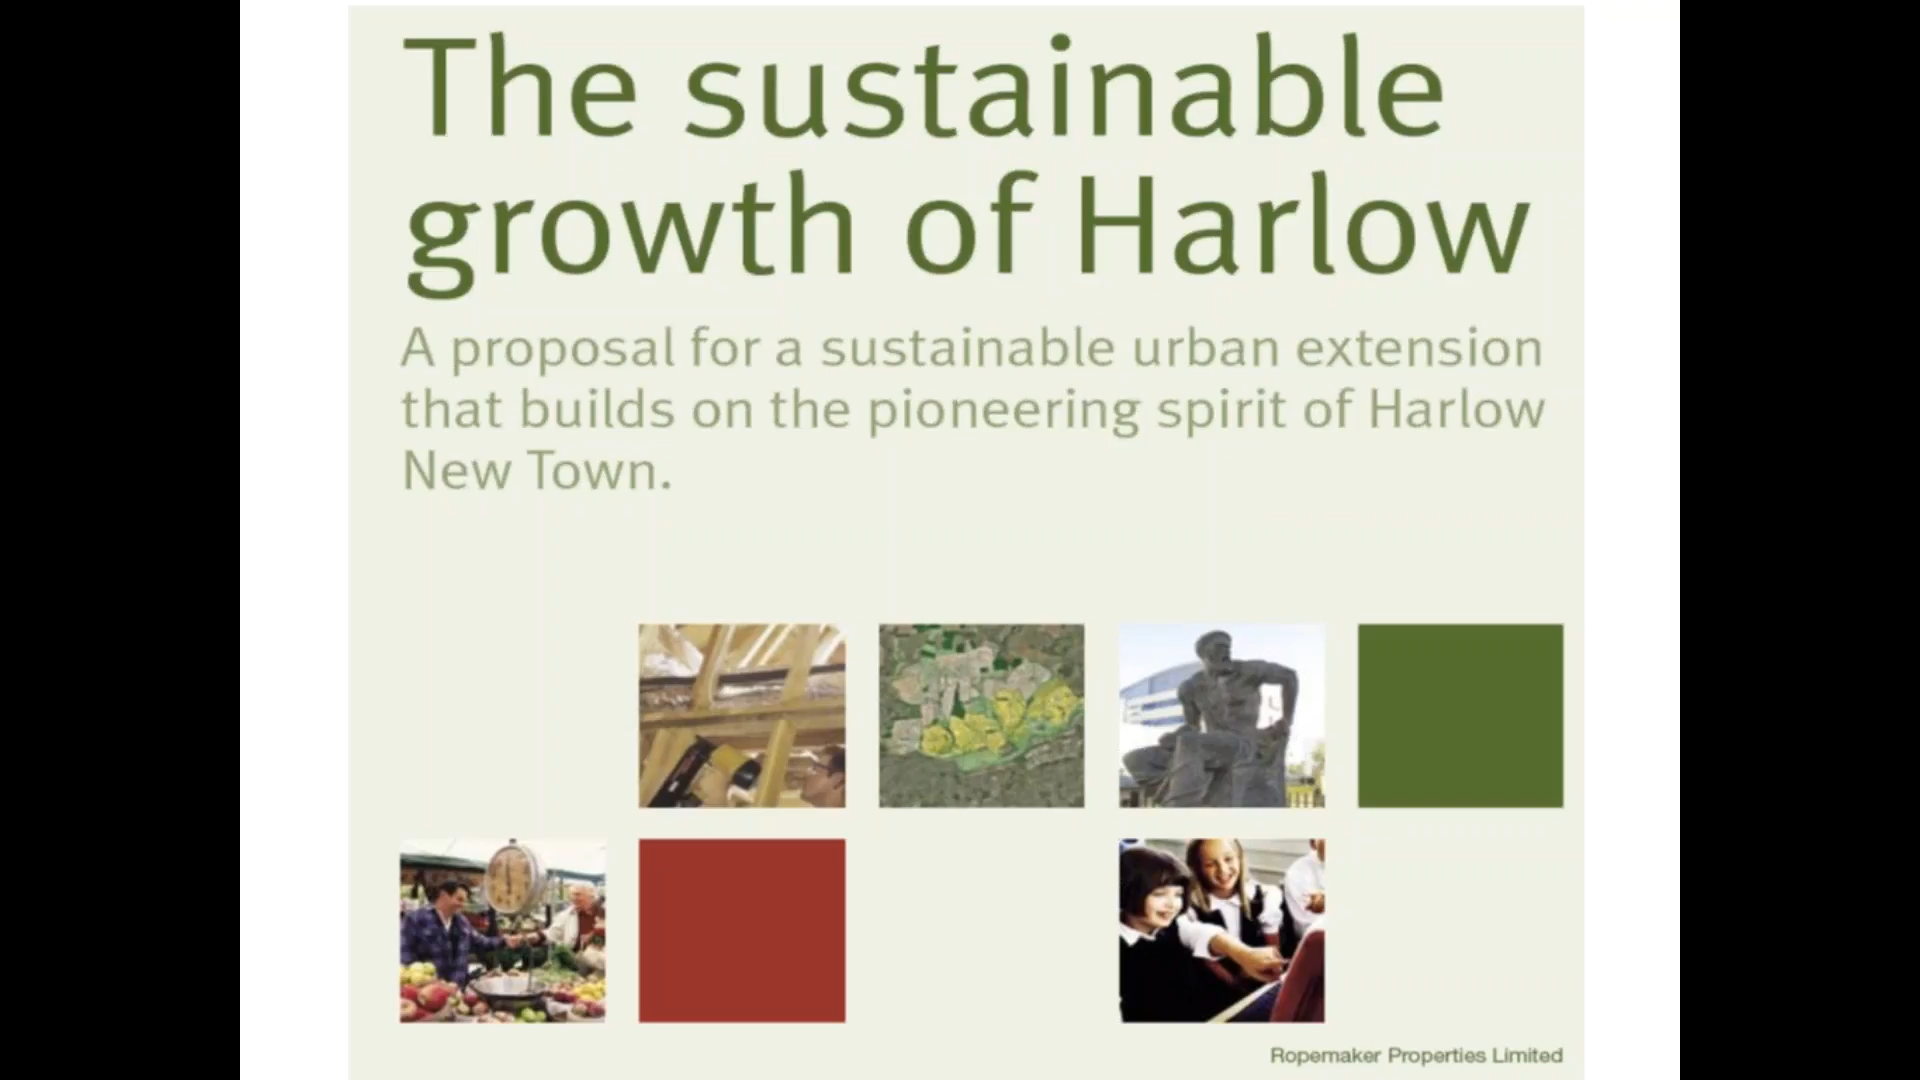 The sustainable
growth of Harlow
A proposal for a sustainable urban extension
that builds on the pioneering spirit of Harlow
New Town.
Ropemaker Properties Limited